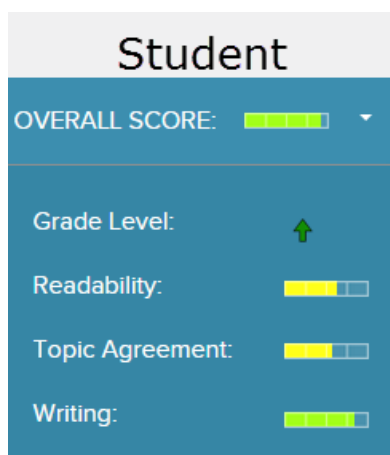 Student
OVERALL SCORE:
Grade Level:
Readability:
Topic Agreement:
Writing: